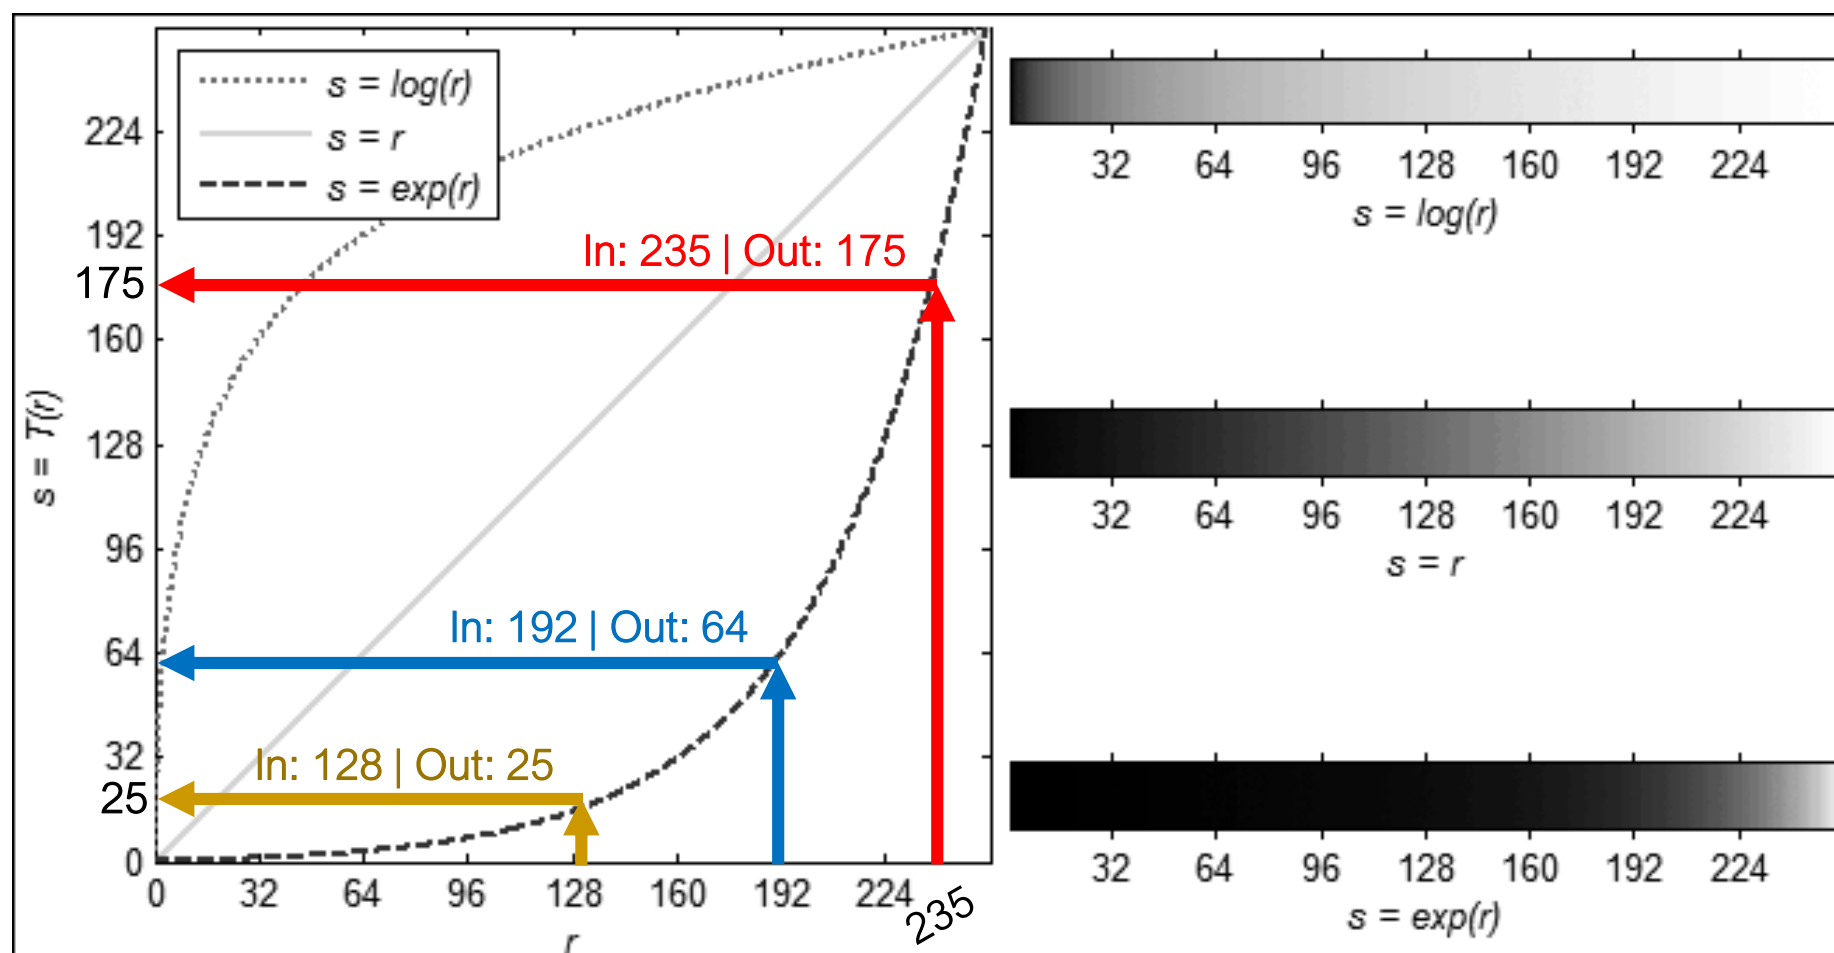 s = log(r)
s = r
s = exp(r)
224
192
175
160
128
96
64
32
25
0
s = T(r)
In: 235 | Out: 175
In: 192 | Out: 64
In: 128 | Out: 25
0 32 64 96 128 160 192 224 235
r
32 64 96 128 160 192 224
s = log(r)
32 64 96 128 160 192 224
s = r
32 64 96 128 160 192 224
s = exp(r)